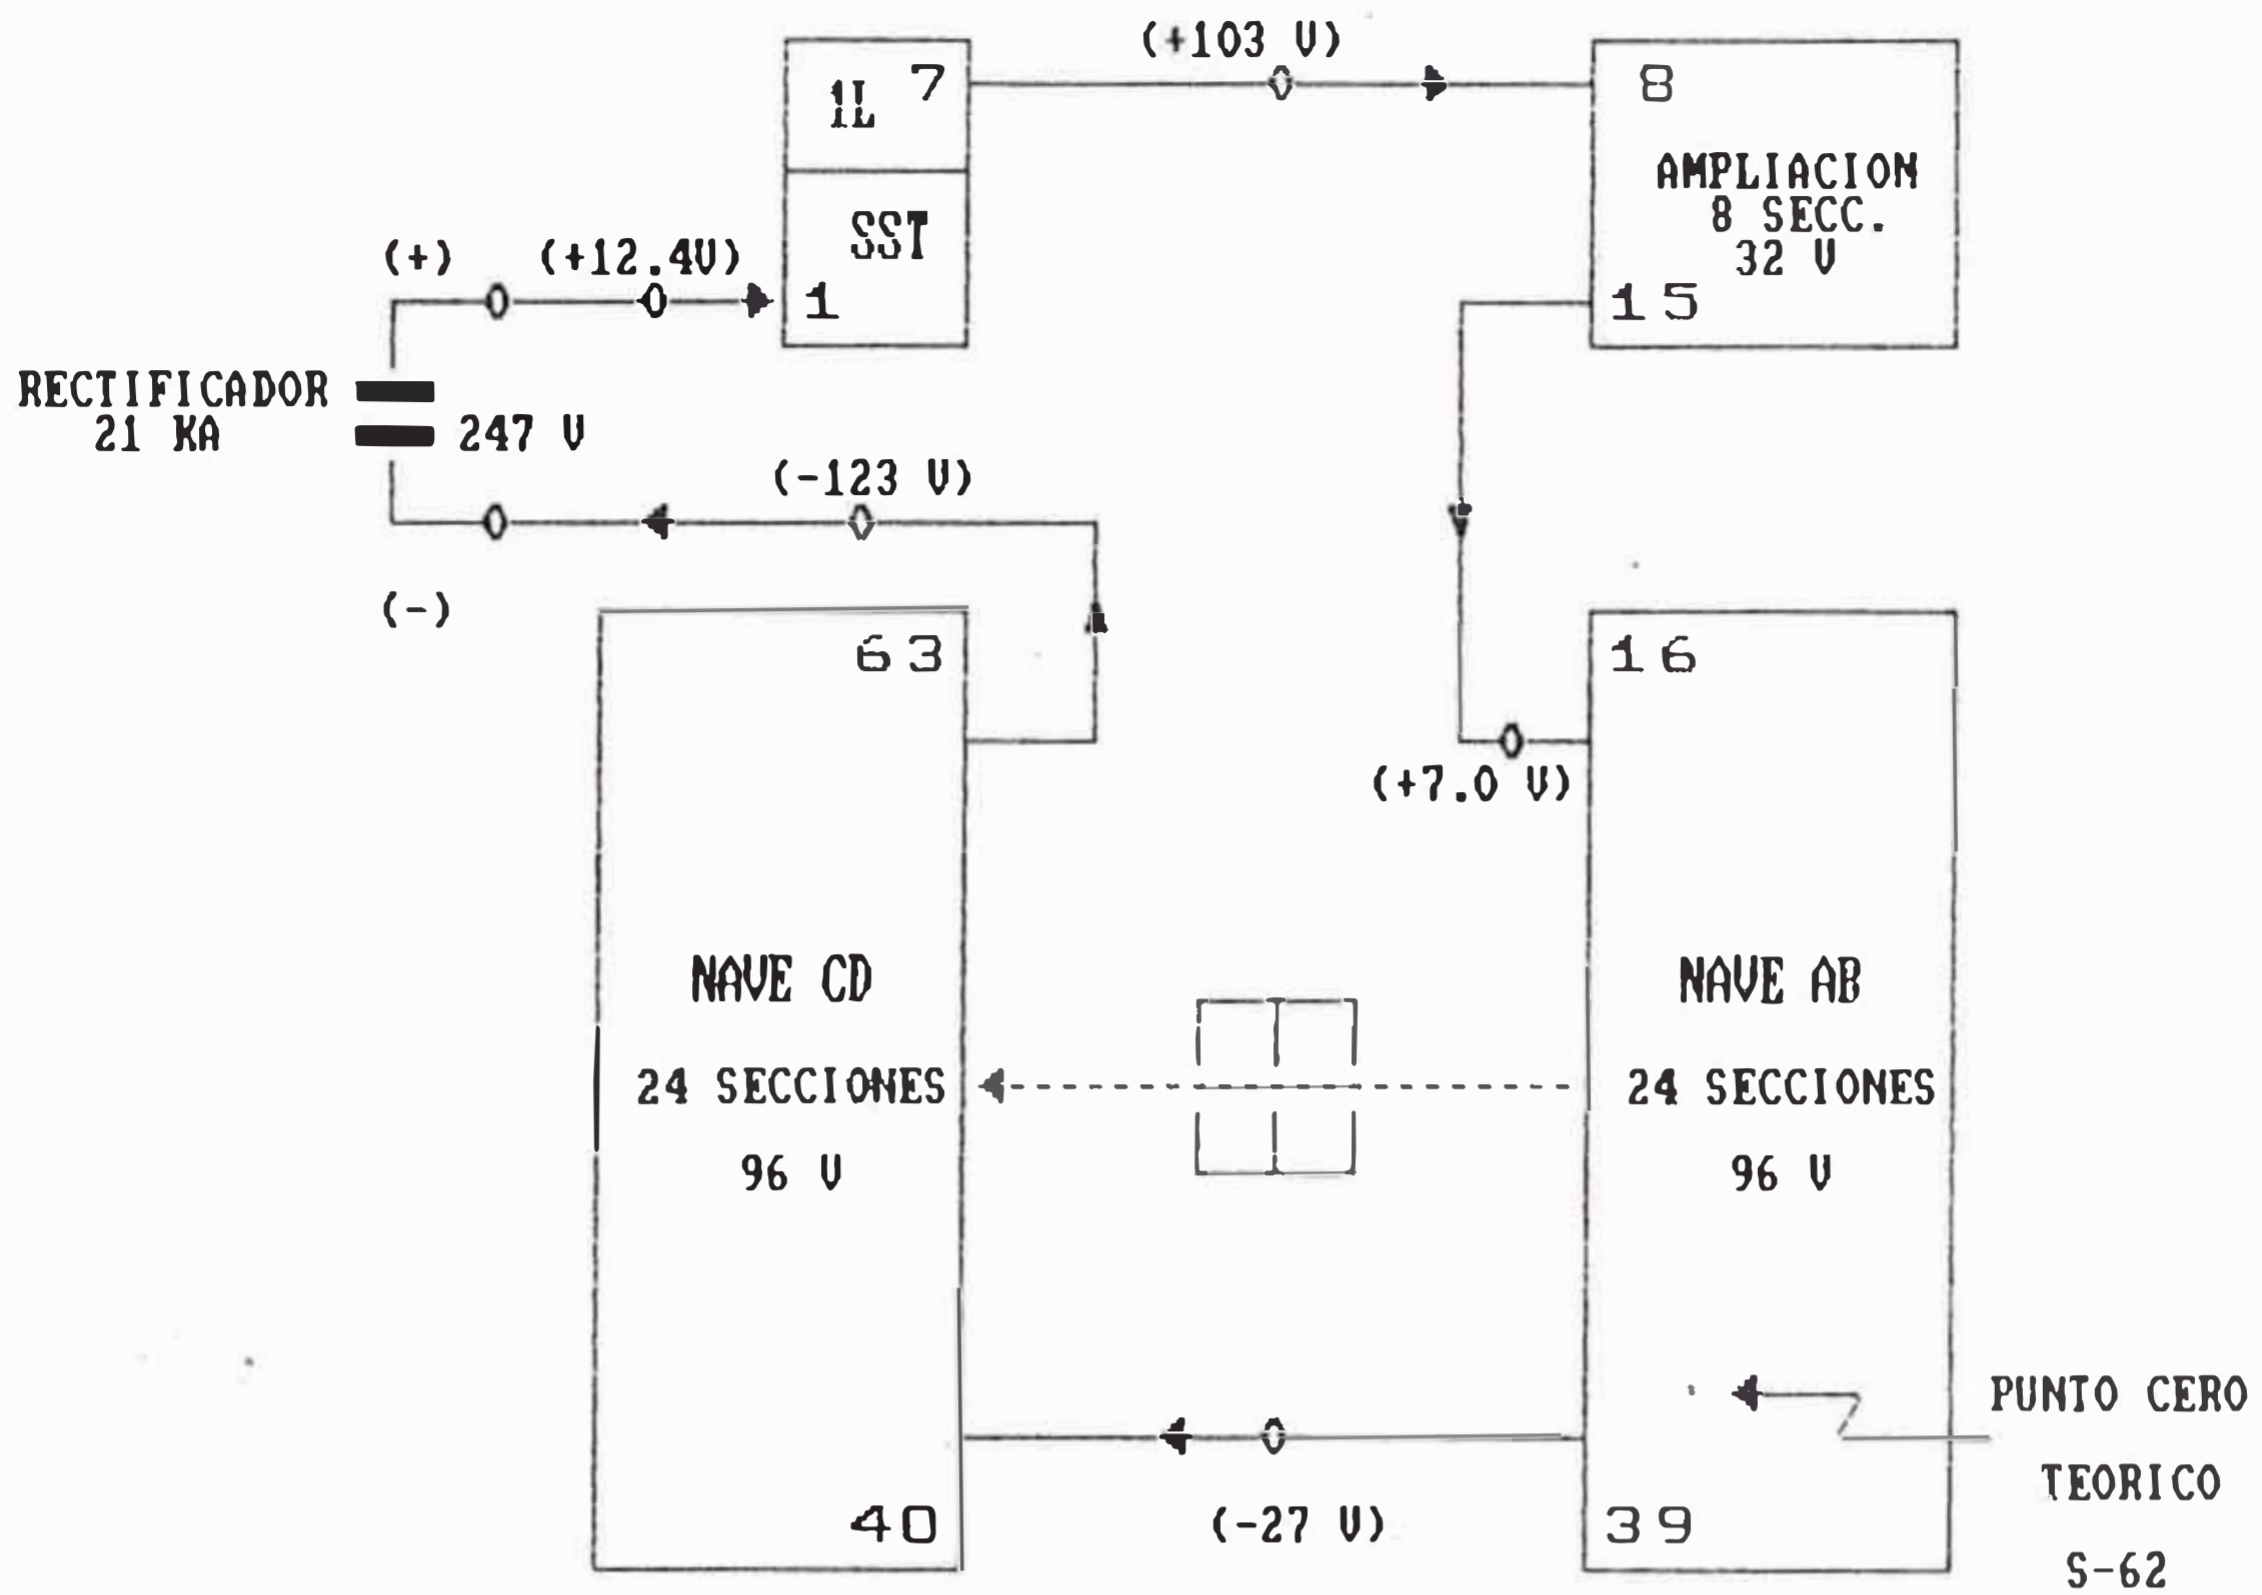 (+103 V)
1L 7
8
AMPLIACION
8 SECC.
32 V
SST
(+) (+12.4V)
1
15
RECTIFICADOR
21 KA
247 V
(-123 V)
(-)
63
16
(+7.0 V)
NAVE CD
NAVE AB
24 SECCIONES
24 SECCIONES
96 V
96 V
PUNTO CERO
TEORICO
S-62
40
(-27 V)
39